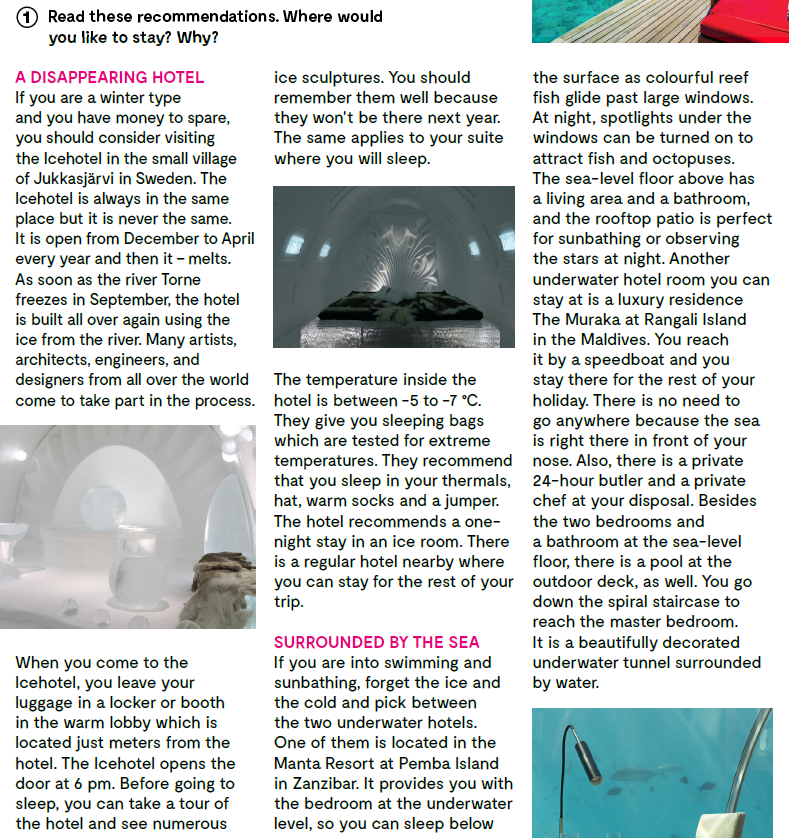 1 Read these recommendations. Where would
you like to stay? Why?
A DISAPPEARING HOTEL
If you are a winter type
and you have money to spare,
you should consider visiting
the Icehotel in the small village
of Jukkasjärvi in Sweden. The
Icehotel is always in the same
place but it is never the same.
It is open from December to April
every year and then it – melts.
As soon as the river Torne
freezes in September, the hotel
is built all over again using the
ice from the river. Many artists,
architects, engineers, and
designers from all over the world
come to take part in the process.
When you come to the
Icehotel, you leave your
luggage in a locker or booth
in the warm lobby which is
located just meters from the
hotel. The Icehotel opens the
door at 6 pm. Before going to
sleep, you can take a tour of
the hotel and see numerous
ice sculptures. You should
remember them well because
they won't be there next year.
The same applies to your suite
where you will sleep.
The temperature inside the
hotel is between -5 to -7 °C.
They give you sleeping bags
which are tested for extreme
temperatures. They recommend
that you sleep in your thermals,
hat, warm socks and a jumper.
The hotel recommends a one-
night stay in an ice room. There
is a regular hotel nearby where
you can stay for the rest of your
trip.
SURROUNDED BY THE SEA
If you are into swimming and
sunbathing, forget the ice and
the cold and pick between
the two underwater hotels.
One of them is located in the
Manta Resort at Pemba Island
in Zanzibar. It provides you with
the bedroom at the underwater
level, so you can sleep below
the surface as colourful reef
fish glide past large windows.
At night, spotlights under the
windows can be turned on to
attract fish and octopuses.
The sea-level floor above has
a living area and a bathroom,
and the rooftop patio is perfect
for sunbathing or observing
the stars at night. Another
underwater hotel room you can
stay at is a luxury residence
The Muraka at Rangali Island
in the Maldives. You reach
it by a speedboat and you
stay there for the rest of your
holiday. There is no need to
go anywhere because the sea
is right there in front of your
nose. Also, there is a private
24-hour butler and a private
chef at your disposal. Besides
the two bedrooms and
a bathroom at the sea-level
floor, there is a pool at the
outdoor deck, as well. You go
down the spiral staircase to
reach the master bedroom.
It is a beautifully decorated
underwater tunnel surrounded
by water.